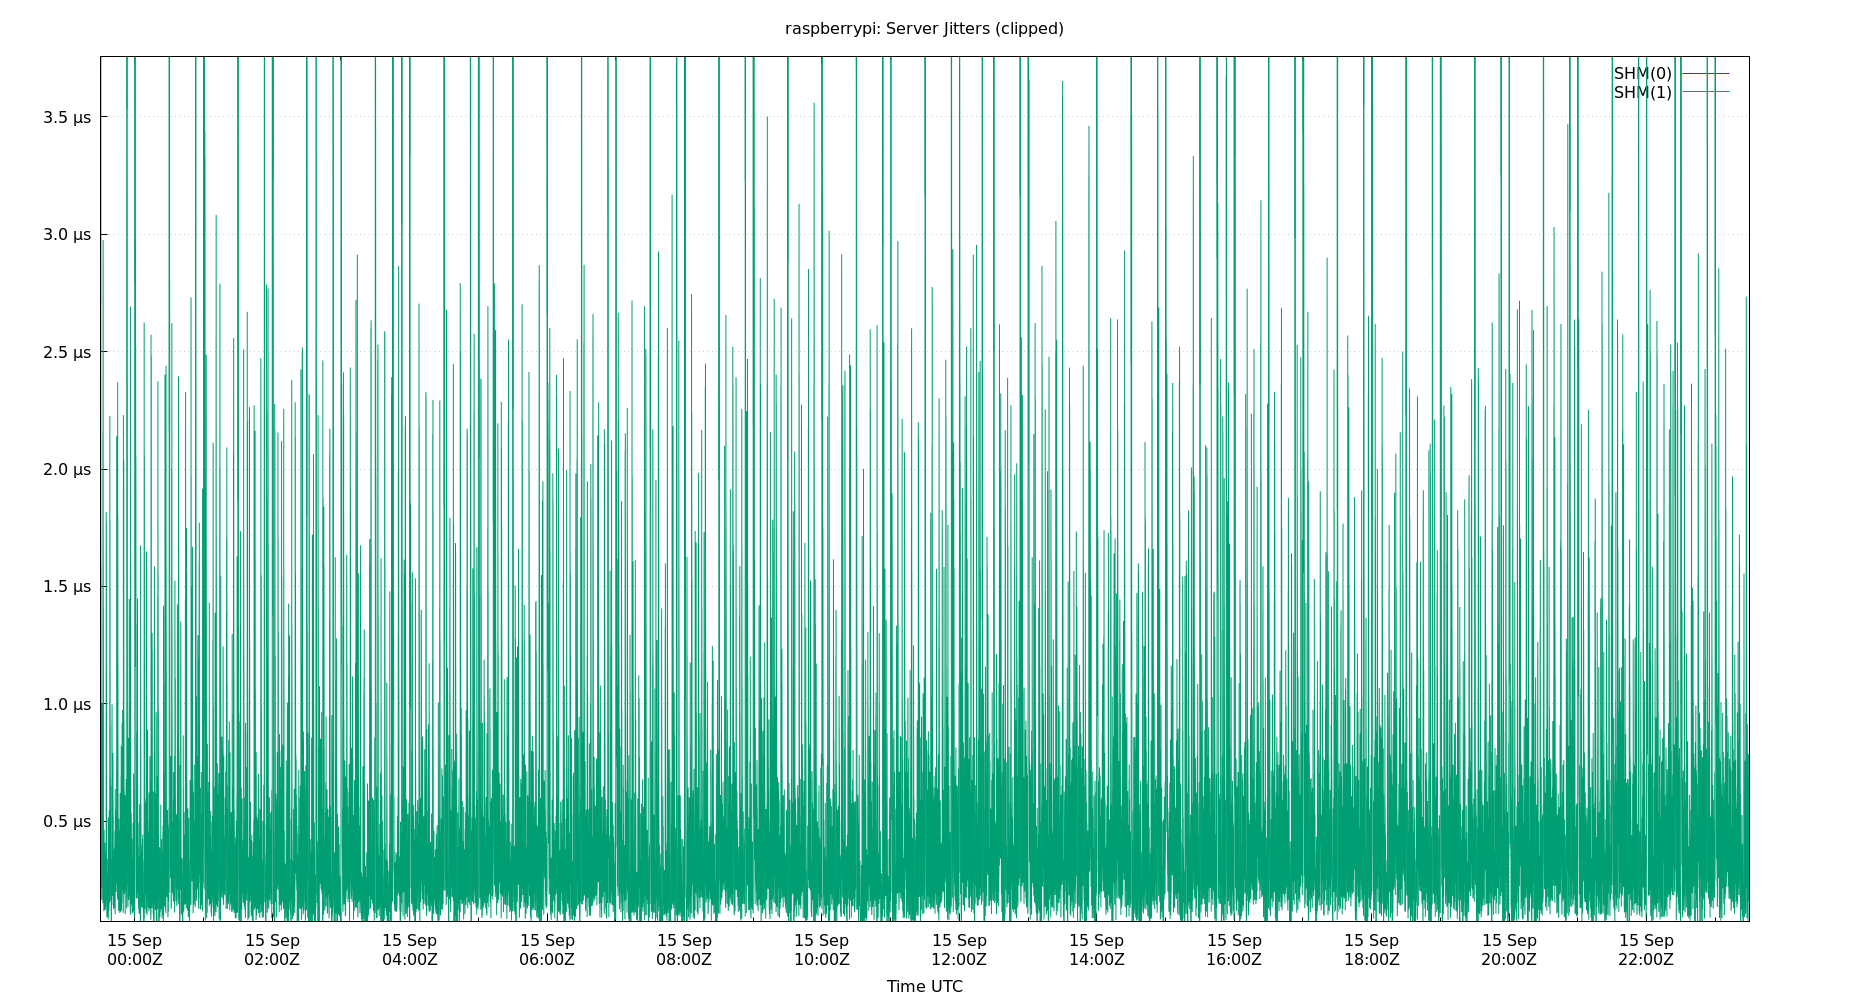 raspberrypi: Server Jitters (clipped)
SHM(0)
SHM(1)
3.5 µs
3.0 µs
2.5 µs
2.0 µs
1.5 µs
1.0 µs
0.5 µs
15 Sep 15 Sep 15 Sep 15 Sep 15 Sep 15 Sep 15 Sep 15 Sep 15 Sep 15 Sep 15 Sep 15 Sep
00:00Z 02:00Z 04:00Z 06:00Z 08:00Z 10:00Z 12:00Z 14:00Z 16:00Z 18:00Z 20:00Z 22:00Z
Time UTC